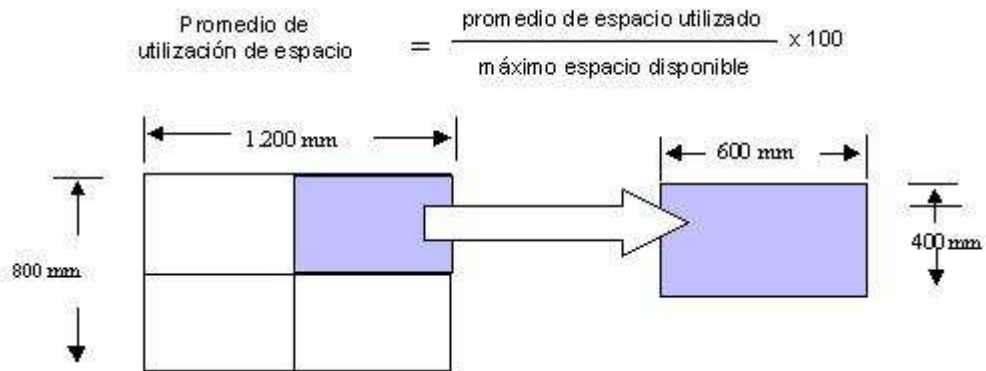 Promedio de
utilización de espacio
=
promedio de espacio utilizado
máximo espacio disponible
x 100
1.200 mm
600 mm
800 mm
400 mm